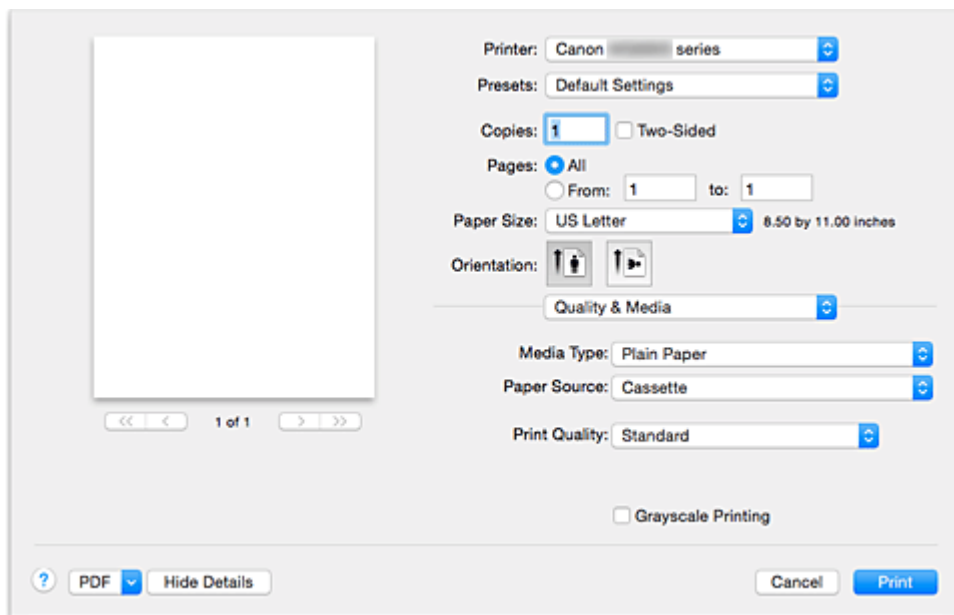 Printer: Canon series
Presets: Default Settings
Copies: 1 Two-Sided
Pages: All
From: 1 to: 1
Paper Size: US Letter 8.50 by 11.00 inches
Orientation:
Quality & Media
Media Type: Plain Paper
Paper Source: Cassette
<< < 1 of 1 > >>
Print Quality: Standard
Grayscale Printing
? PDF Hide Details Cancel Print